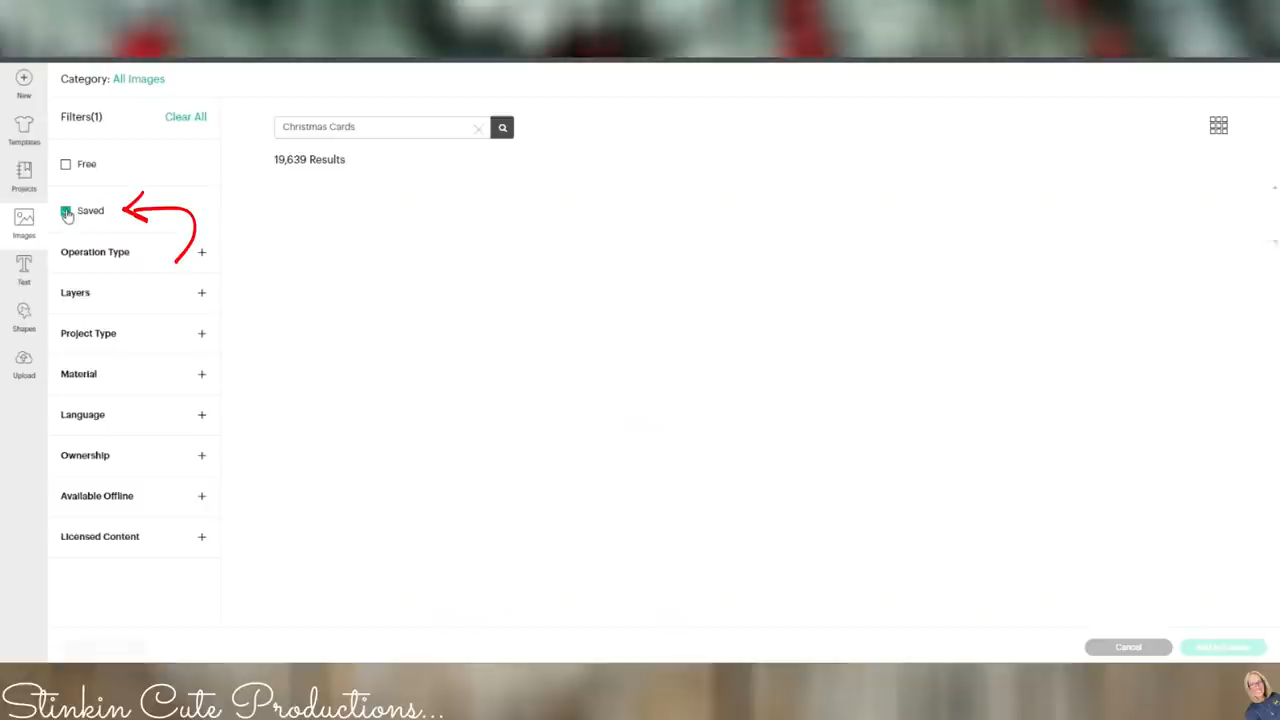 New
Templates
Projects
Images
Text
Shapes
Upload
Category: All Images
Filters(1) Clear All
Free
Saved
Operation Type +
Layers +
Project Type +
Material +
Language +
Ownership +
Available Offline +
Licensed Content +
Christmas Cards
19,639 Results
Cancel
Stinkin Cute Productions...